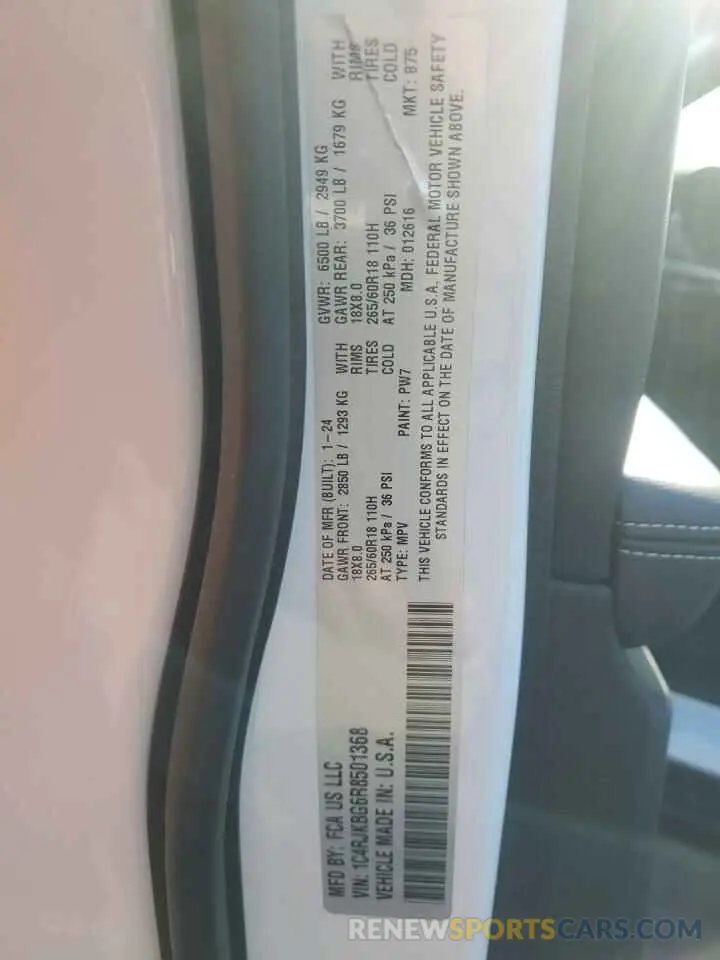 MFD BY: FCA US LLC
VIN: 1C4RJKBG6R8501368
VEHICLE MADE IN: U.S.A.
DATE OF MFR (BUILT): 1-24 GVWR: 6500 LB / 2949 KG
GAWR FRONT: 2850 LB / 1293 KG WITH GAWR REAR: 3700 LB / 1679 KG WITH
18X8.0 RIMS 18X8.0 RIMS
265/60R18 110H TIRES 265/60R18 110H TIRES
AT 250 kPa / 36 PSI COLD AT 250 kPa / 36 PSI COLD
TYPE: MPV PAINT: PW7 MDH: 012616 MKT: B75
THIS VEHICLE CONFORMS TO ALL APPLICABLE U.S.A. FEDERAL MOTOR VEHICLE SAFETY
STANDARDS IN EFFECT ON THE DATE OF MANUFACTURE SHOWN ABOVE.
RENEWSPORTSCARS.COM